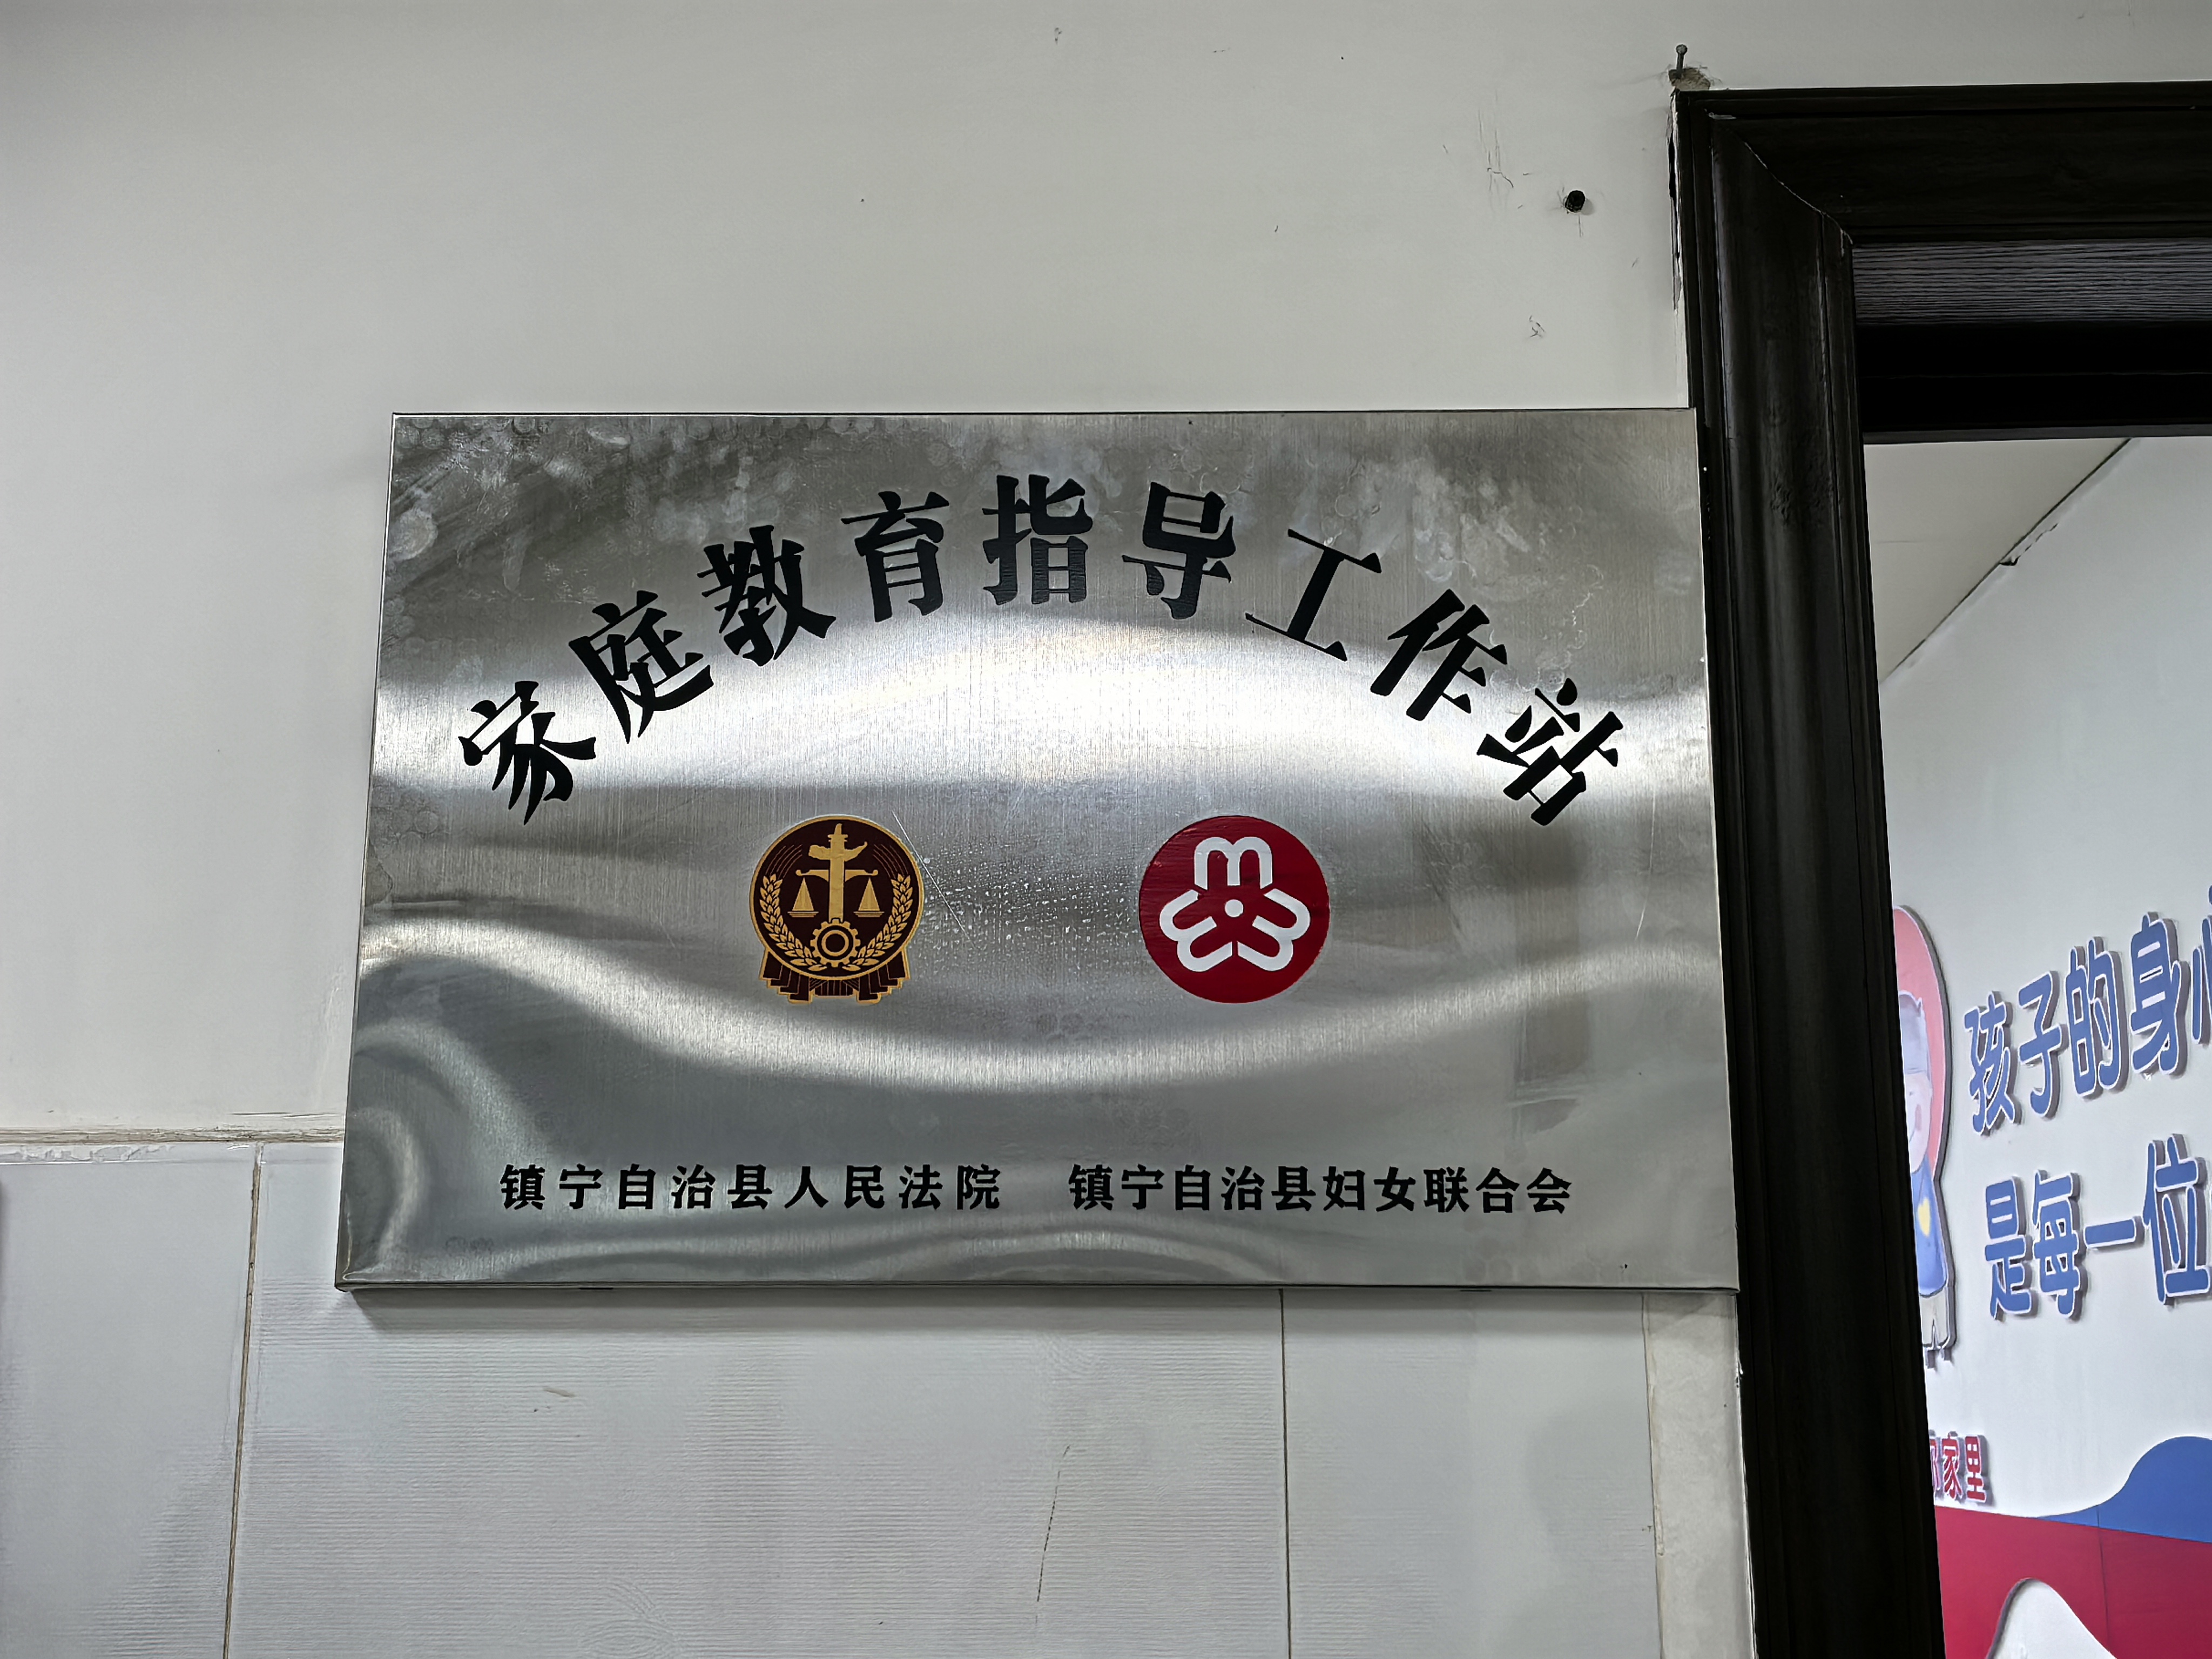 家庭教育指导工作站
镇宁自治县人民法院 镇宁自治县妇女联合会
孩子的身心
是每一位
家里